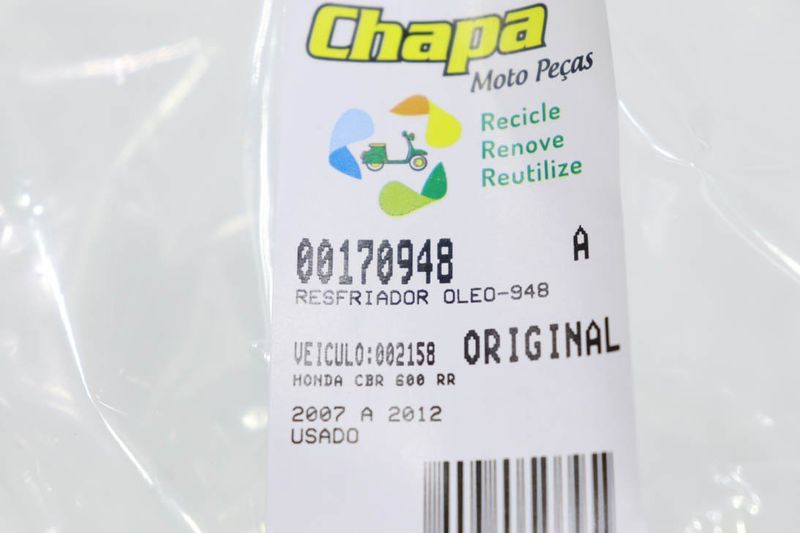 Chapa
Moto Peças
Recicle
Renove
Reutilize
00170948 A
RESFRIADOR OLEO-948
VEICULO:002158 ORIGINAL
HONDA CBR 600 RR
2007 A 2012
USADO